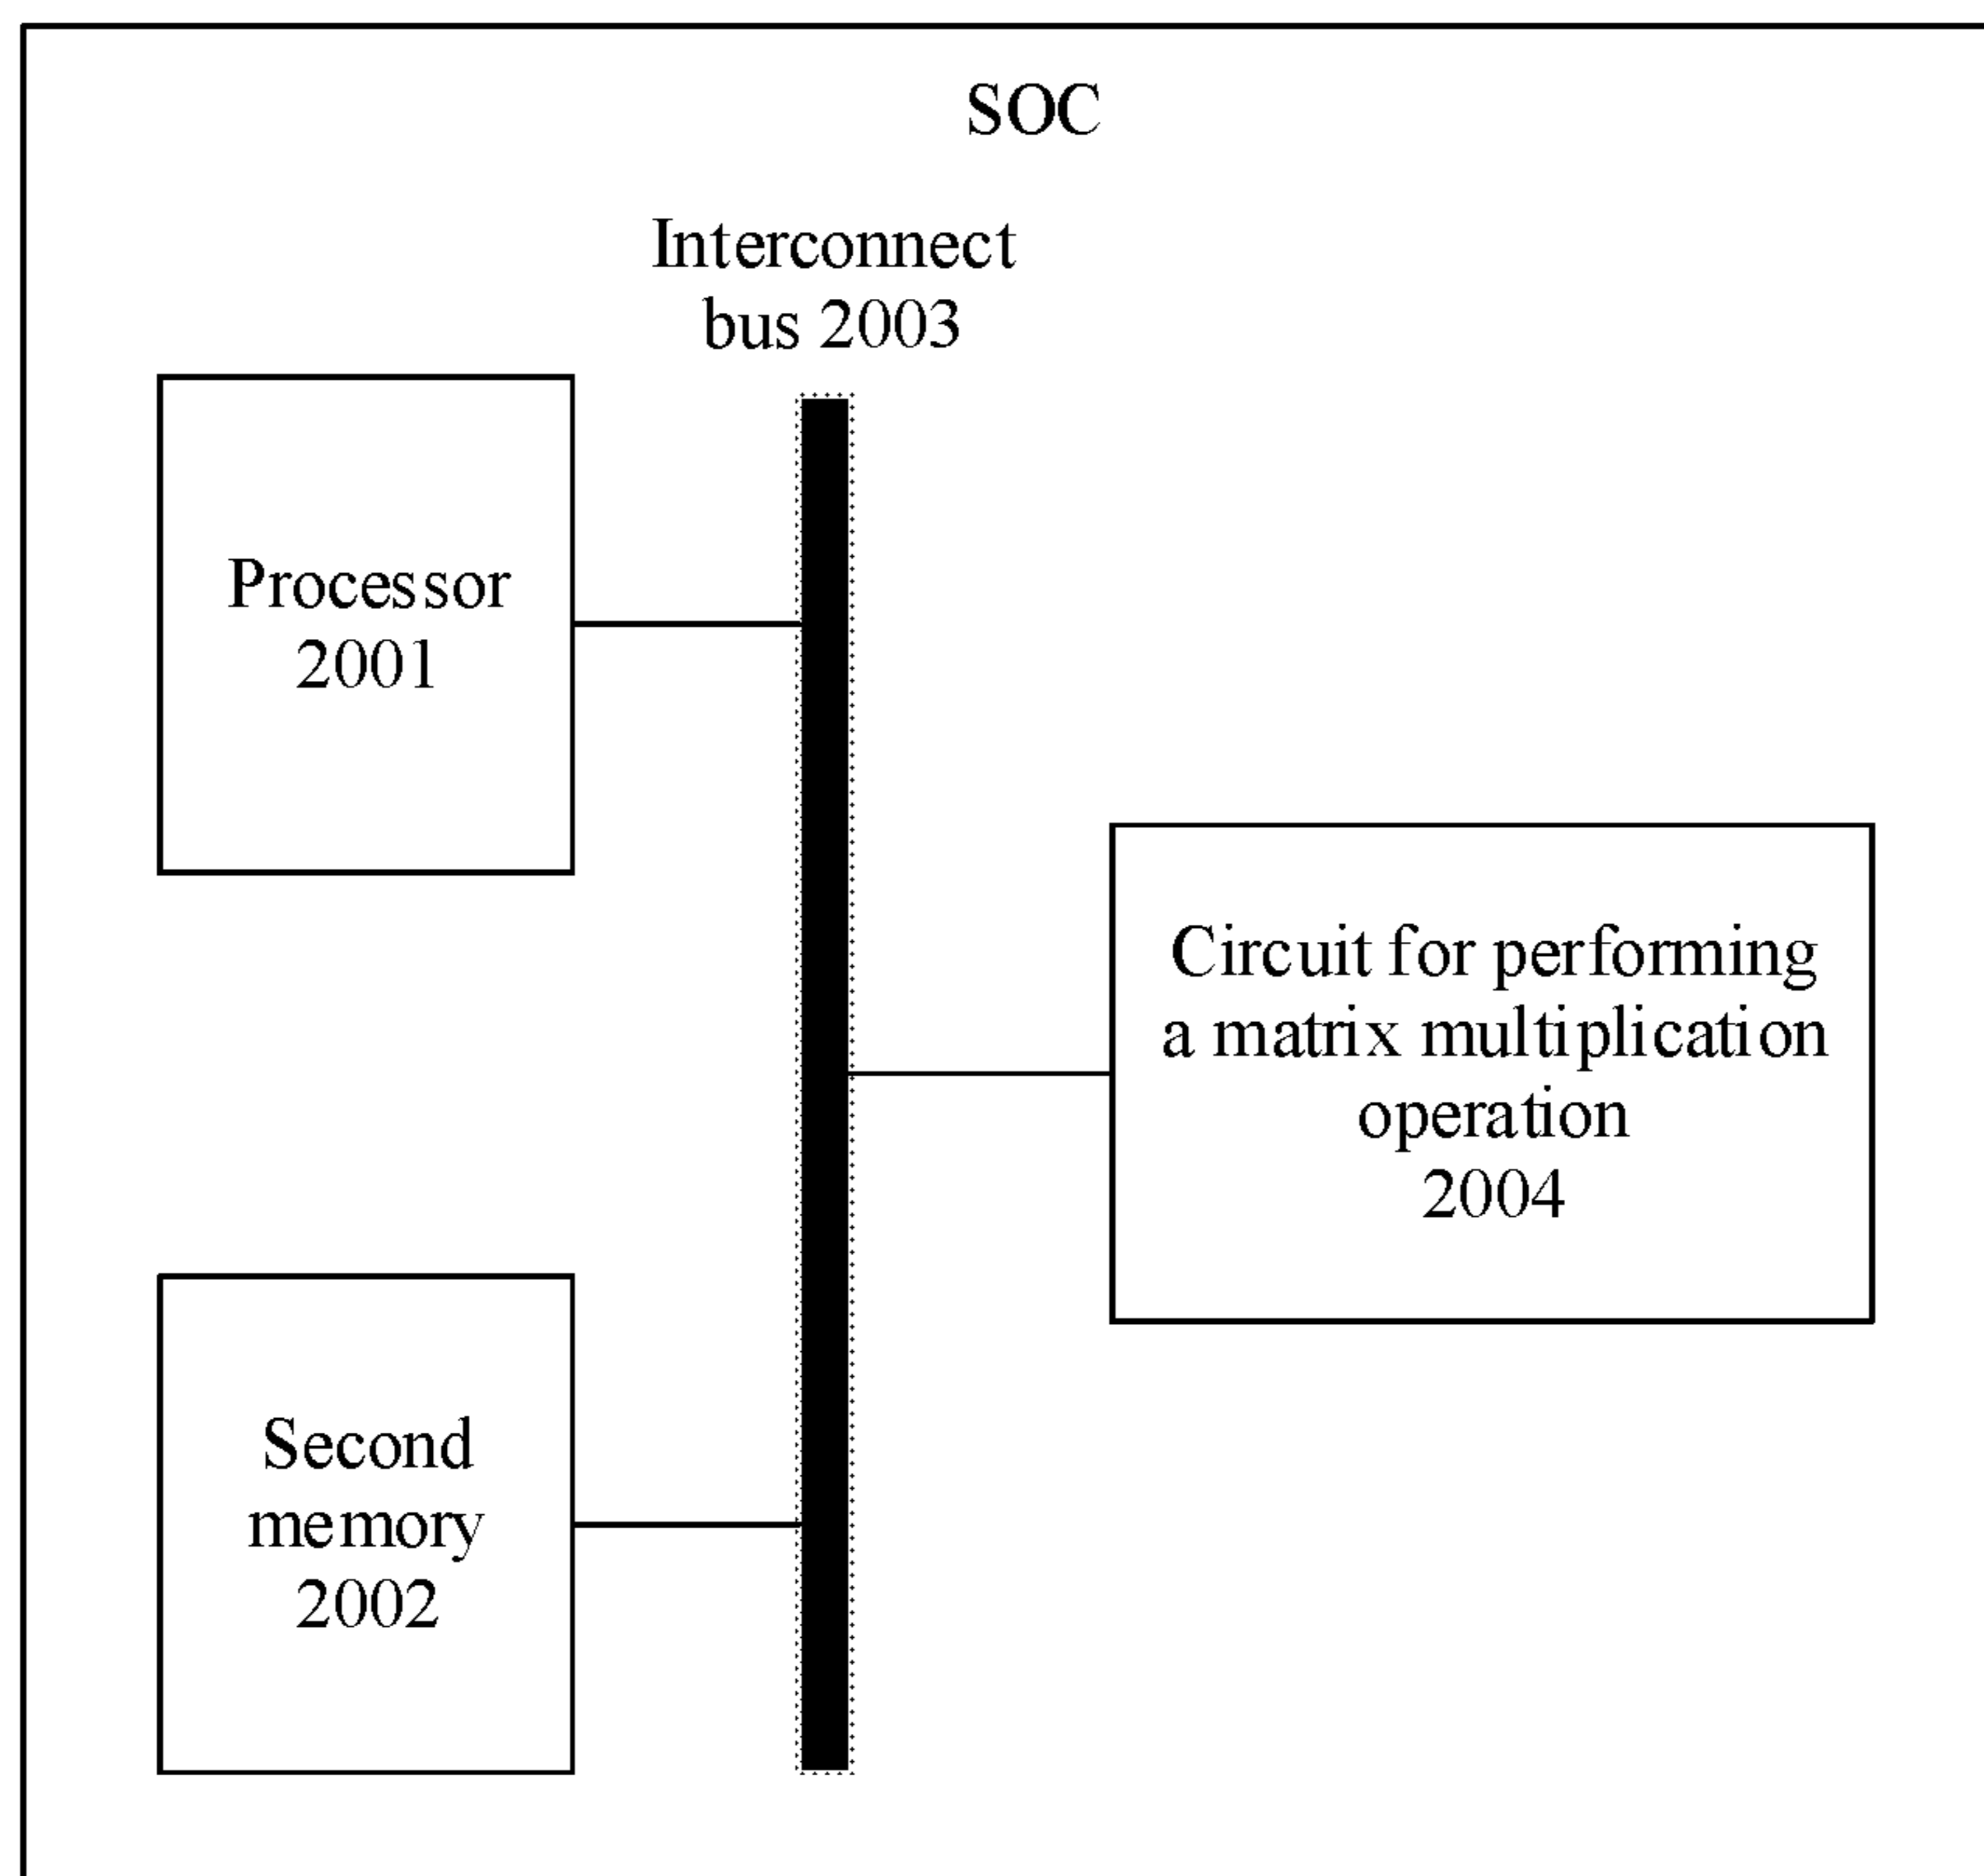 SOC
Interconnect
bus 2003
Processor
2001
Circuit for performing
a matrix multiplication
operation
2004
Second
memory
2002